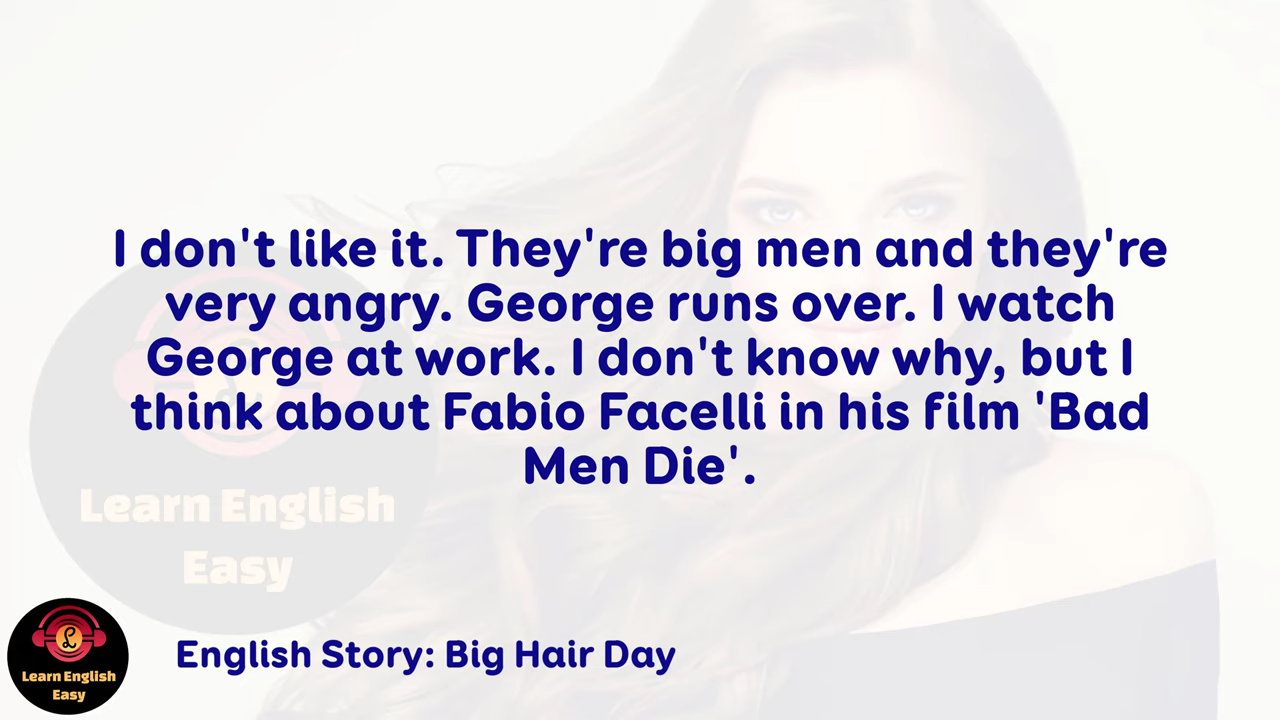 I don't like it. They're big men and they're
very angry. George runs over. I watch
George at work. I don't know why, but I
think about Fabio Facelli in his film 'Bad
Men Die'.
Learn English
Easy
L
Learn English
Easy
English Story: Big Hair Day